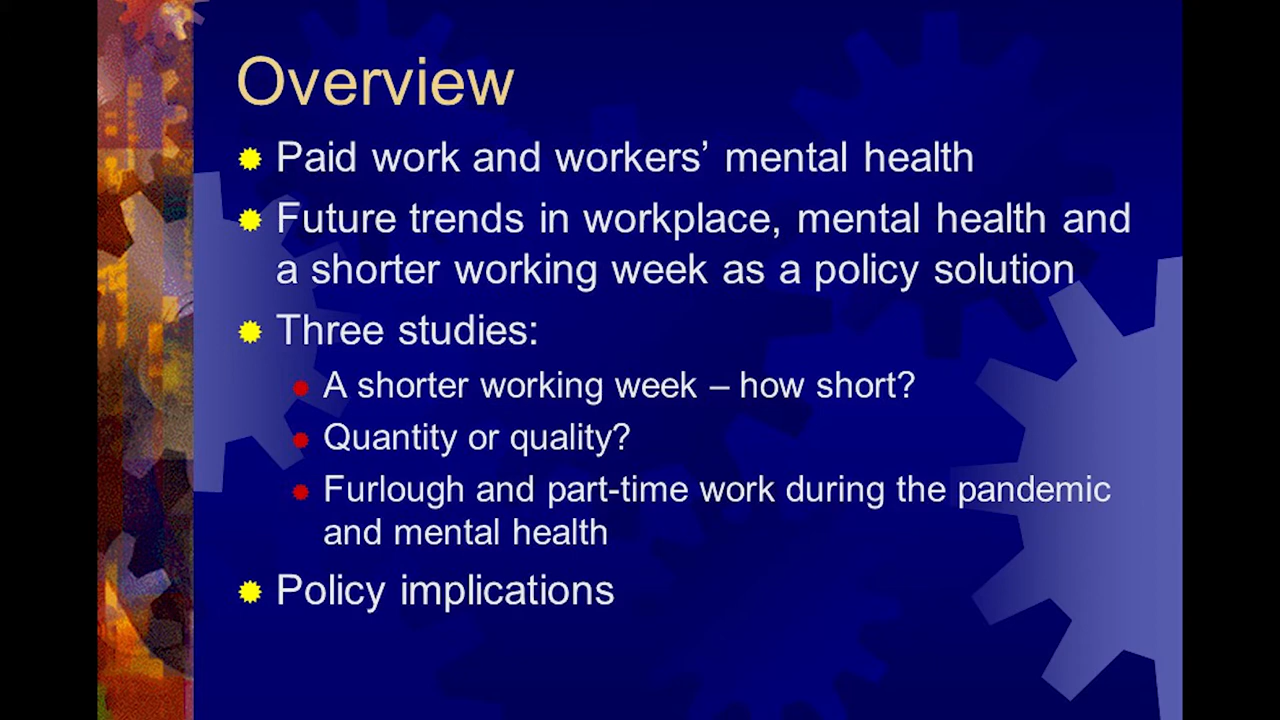 Overview
Paid work and workers’ mental health
Future trends in workplace, mental health and
a shorter working week as a policy solution
Three studies:
A shorter working week – how short?
Quantity or quality?
Furlough and part-time work during the pandemic
and mental health
Policy implications